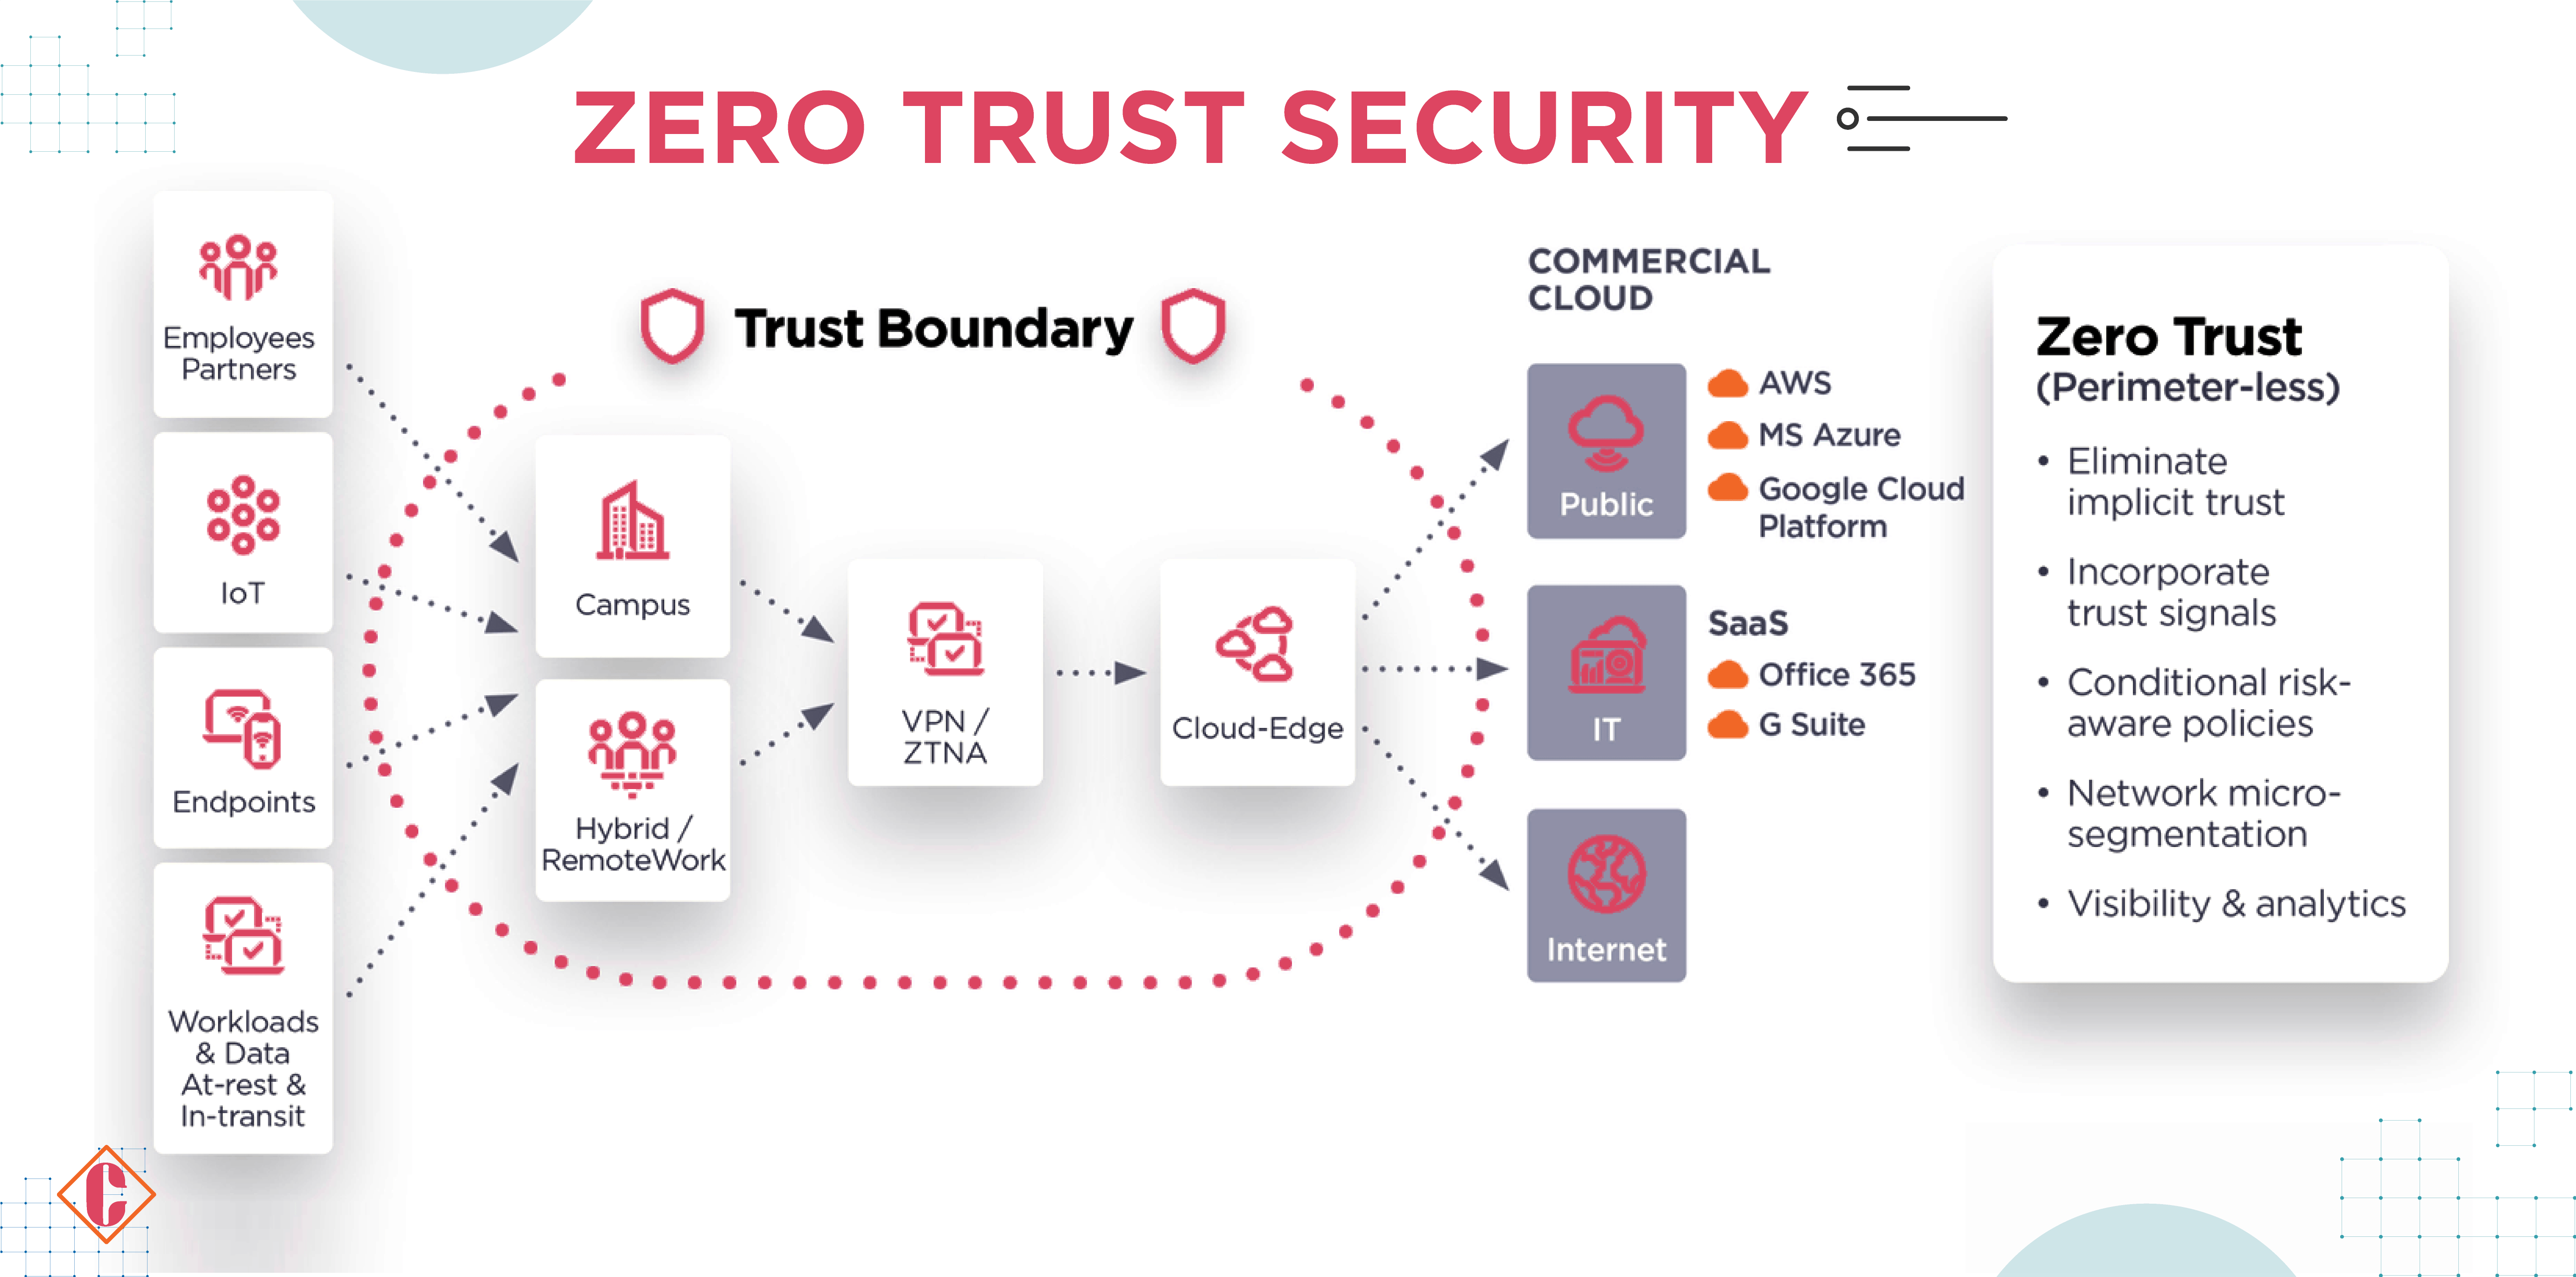 ZERO TRUST SECURITY
Employees
Partners
IoT
Endpoints
Workloads
& Data
At-rest &
In-transit
Trust Boundary
Campus
Hybrid /
RemoteWork
VPN /
ZTNA
Cloud-Edge
COMMERCIAL
CLOUD
Public
AWS
MS Azure
Google Cloud
Platform
IT
SaaS
Office 365
G Suite
Internet
Zero Trust
(Perimeter-less)
• Eliminate
implicit trust
• Incorporate
trust signals
• Conditional risk-
aware policies
• Network micro-
segmentation
• Visibility & analytics
C